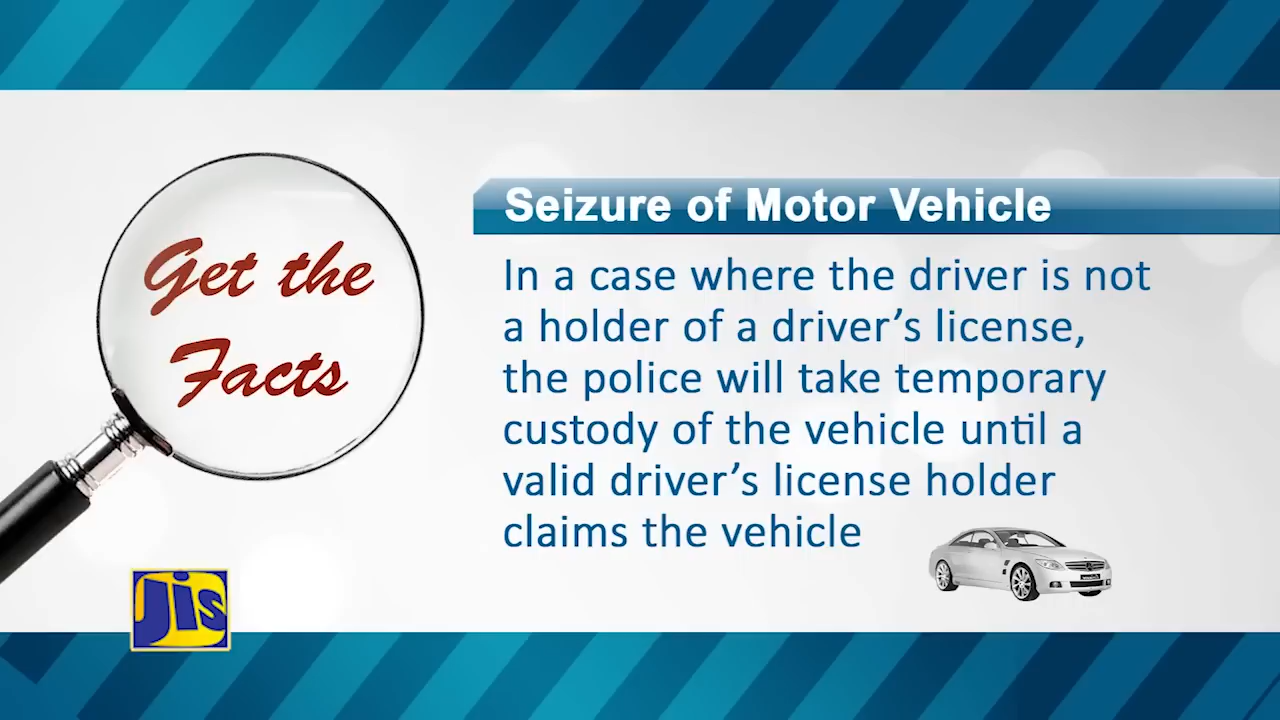 Get the
Facts
Seizure of Motor Vehicle
In a case where the driver is not
a holder of a driver’s license,
the police will take temporary
custody of the vehicle until a
valid driver’s license holder
claims the vehicle
Jis